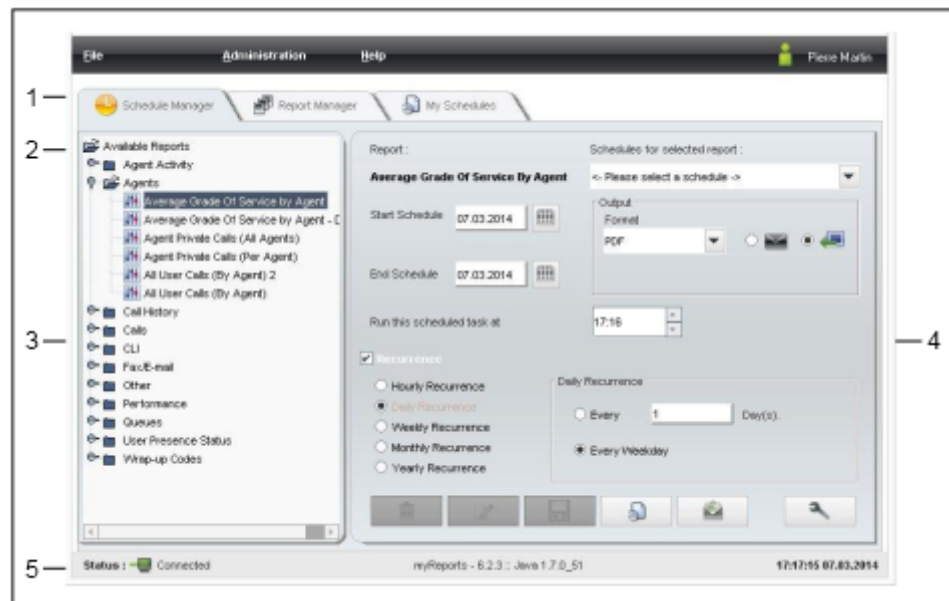 File Administration Help Pierre Martin
1 Schedule Manager Report Manager My Schedules
2 Available Reports
Agent Activity
Agents
Average Grade Of Service by Agent
Average Grade Of Service by Agent - D
Agent Private Calls (All Agents)
Agent Private Calls (Per Agent)
All User Calls (By Agent) 2
All User Calls (By Agent)
Call History
Calls
3 CLI
Fax/E-mail
Other
Performance
Queues
User Presence Status
Wrap-up Codes
Report : Schedules for selected report :
Average Grade Of Service By Agent <- Please select a schedule ->
Output
Format
Start Schedule 07.03.2014 PDF
End Schedule 07.03.2014
Run this scheduled task at 17:16
4
Recurrence
Hourly Recurrence
Daily Recurrence
Weekly Recurrence
Monthly Recurrence
Yearly Recurrence
Daily Recurrence
Every 1 Day(s).
Every Weekday
5 Status : Connected myReports - 6.2.3 :: Java 1.7.0_51 17:17:15 07.03.2014